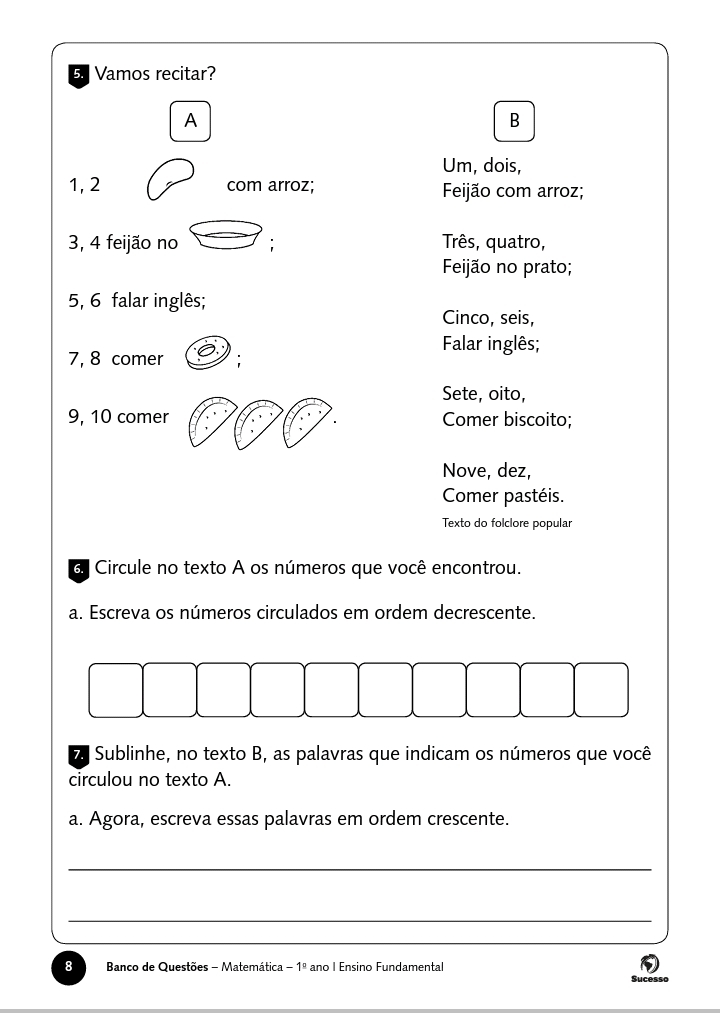 5. Vamos recitar?
A
1, 2 com arroz;
3, 4 feijão no ;
5, 6 falar inglês;
7, 8 comer ;
9, 10 comer .
B
Um, dois,
Feijão com arroz;
Três, quatro,
Feijão no prato;
Cinco, seis,
Falar inglês;
Sete, oito,
Comer biscoito;
Nove, dez,
Comer pastéis.
Texto do folclore popular
6. Circule no texto A os números que você encontrou.
a. Escreva os números circulados em ordem decrescente.
7. Sublinhe, no texto B, as palavras que indicam os números que você
circulou no texto A.
a. Agora, escreva essas palavras em ordem crescente.
8 Banco de Questões – Matemática – 1º ano | Ensino Fundamental
Sucesso